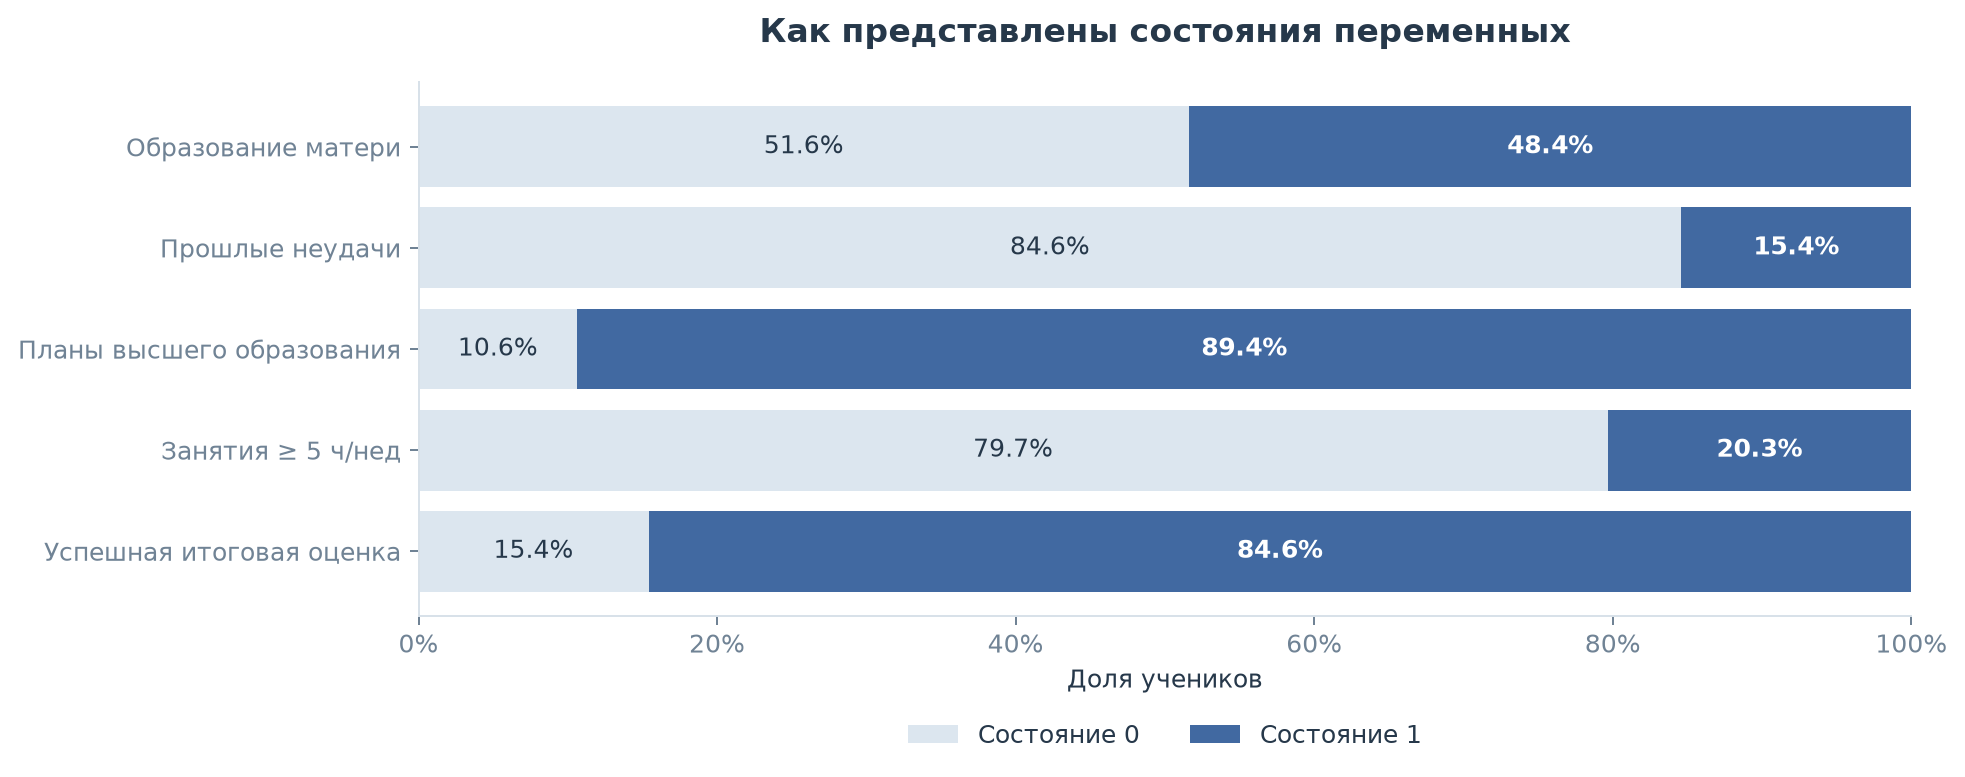 Как представлены состояния переменных
Образование матери 51.6% 48.4%
Прошлые неудачи 84.6% 15.4%
Планы высшего образования 10.6% 89.4%
Занятия ≥ 5 ч/нед 79.7% 20.3%
Успешная итоговая оценка 15.4% 84.6%
0% 20% 40% 60% 80% 100%
Доля учеников
Состояние 0 Состояние 1